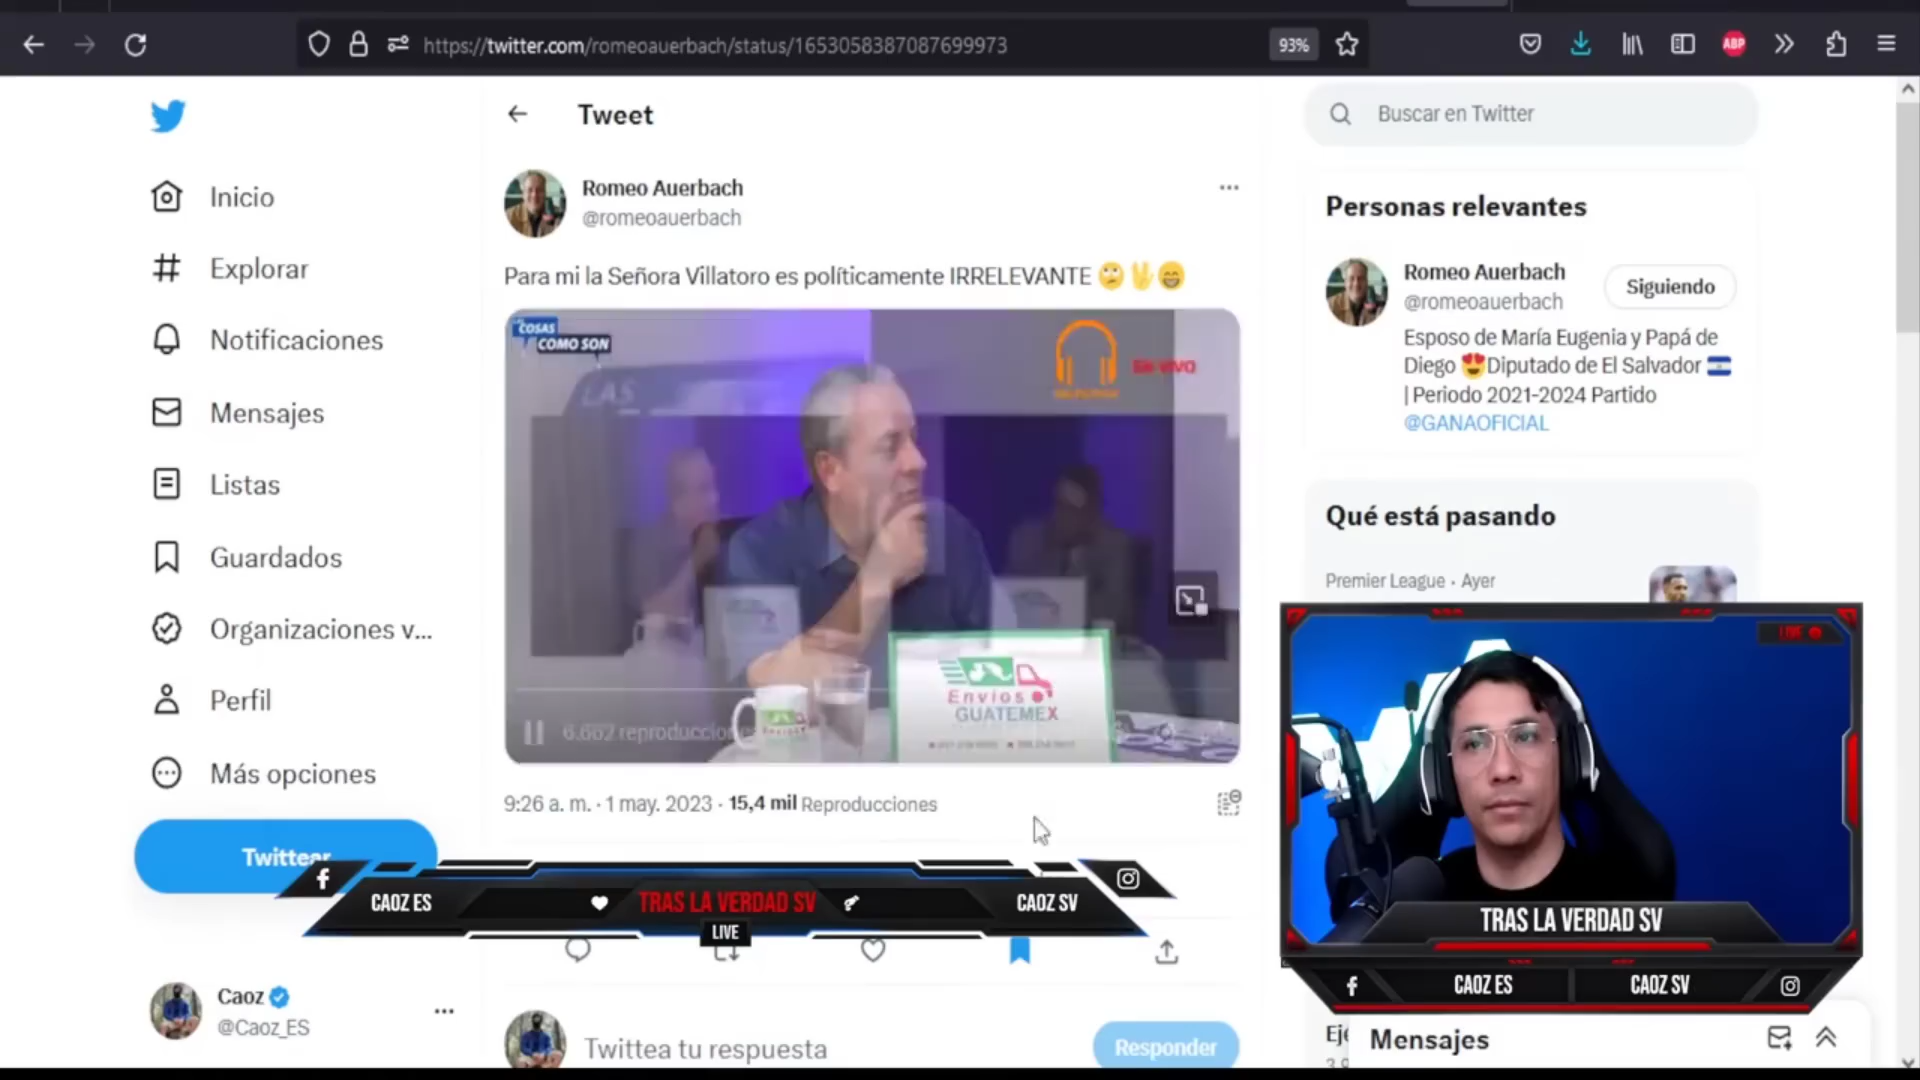 https://twitter.com/romeoauerbach/status/1653058387087699973
93%
ABP
Tweet
Buscar en Twitter
Inicio
Explorar
Notificaciones
Mensajes
Listas
Guardados
Organizaciones v...
Perfil
Más opciones
Twittear
Caoz
@Caoz_ES
Romeo Auerbach
@romeoauerbach
Para mi la Señora Villatoro es políticamente IRRELEVANTE 🙄🖖😁
COSAS
COMO SON
LAS
EN VIVO
Envíos
GUATEMEX
6.662 reproduccio
9:26 a. m. · 1 may. 2023 · 15,4 mil Reproducciones
CAOZ ES
TRAS LA VERDAD SV
CAOZ SV
LIVE
Twittea tu respuesta
Responder
Personas relevantes
Romeo Auerbach
@romeoauerbach
Siguiendo
Esposo de María Eugenia y Papá de
Diego 😍Diputado de El Salvador 🇸🇻
| Periodo 2021-2024 Partido
@GANAOFICIAL
Qué está pasando
Premier League · Ayer
LIVE
TRAS LA VERDAD SV
CAOZ ES
CAOZ SV
Mensajes